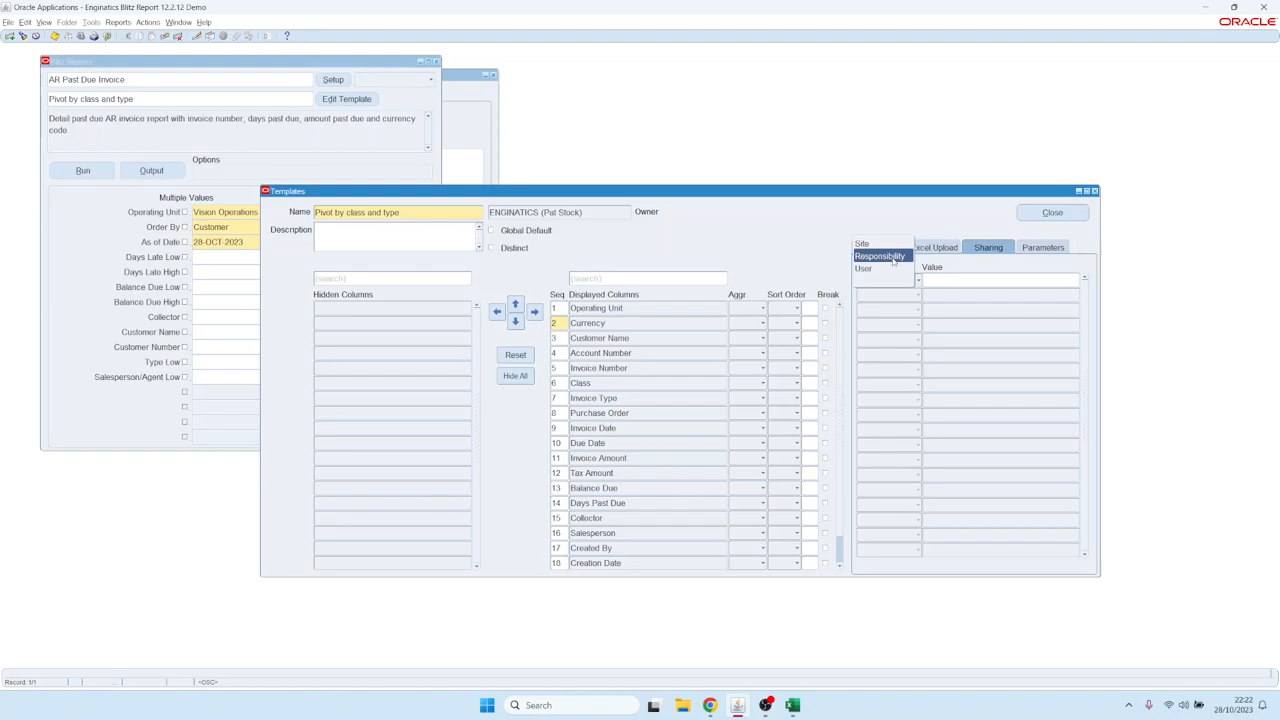 Oracle Applications - Enginatics Blitz Report 12.2.12 Demo
File Edit View Folder Tools Reports Actions Window Help
ORACLE
AR Past Due Invoice
Setup
Pivot by class and type
Edit Template
Detail past due AR invoice report with invoice number, days past due, amount past due and currency
code
Options
Run
Output
Multiple Values
Operating Unit Vision Operations
Order By Customer
As of Date 28-OCT-2023
Days Late Low
Days Late High
Balance Due Low
Balance Due High
Collector
Customer Name
Customer Number
Type Low
Salesperson/Agent Low
Templates
Name Pivot by class and type ENGINATICS (Pat Stock) Owner
Close
Description
Global Default
Distinct
Site
Responsibility
User
xcel Upload
Sharing
Parameters
Value
(search)
(search)
Hidden Columns
Seq Displayed Columns Aggr. Sort Order Break
1 Operating Unit
2 Currency
3 Customer Name
4 Account Number
5 Invoice Number
6 Class
7 Invoice Type
8 Purchase Order
9 Invoice Date
10 Due Date
11 Invoice Amount
12 Tax Amount
13 Balance Due
14 Days Past Due
15 Collector
16 Salesperson
17 Created By
18 Creation Date
Reset
Hide All
Record: 1/1 ... <OSC>
Search
22:22
28/10/2023